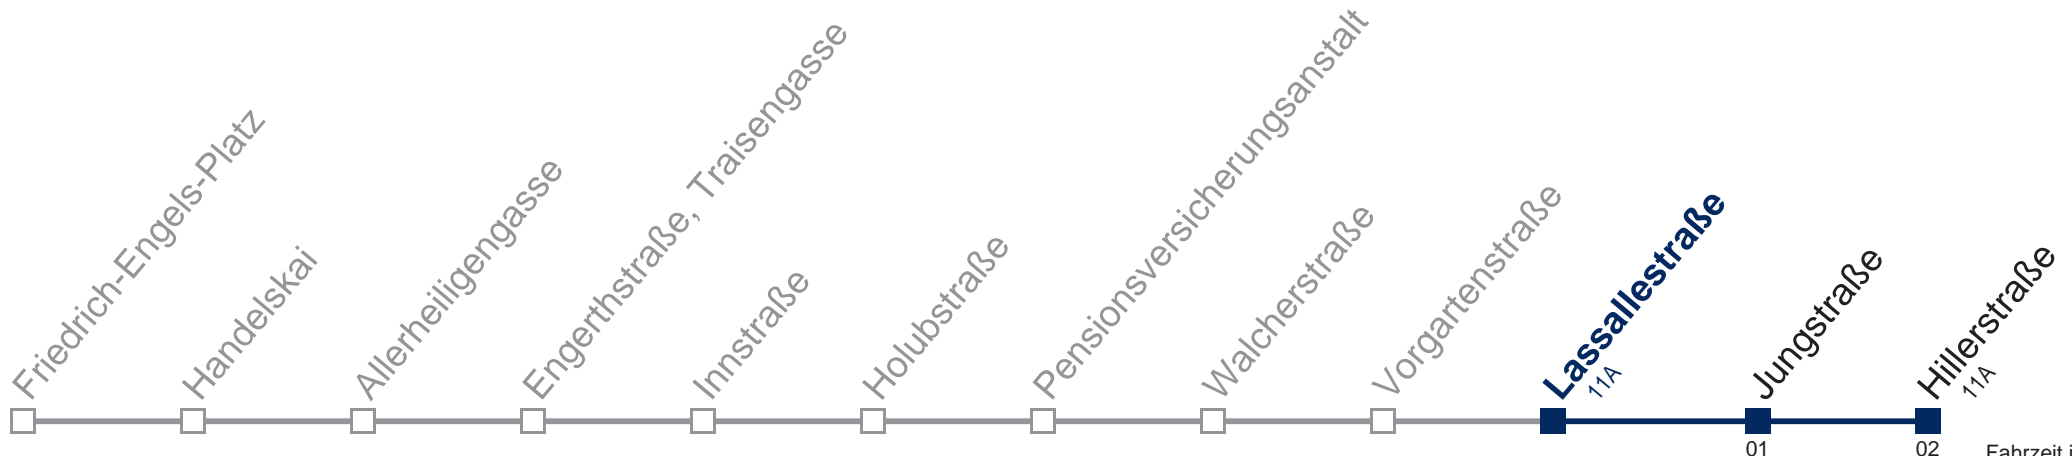 Friedrich-Engels-Platz
Handelskai
Allerheiligengasse
Engerthstraße, Traisengasse
Innstraße
Holubstraße
Pensionsversicherungsanstalt
Walcherstraße
Vorgartenstraße
Lassallestraße
11A
Jungstraße
Hillerstraße
11A
01
02
Fahrzeit i